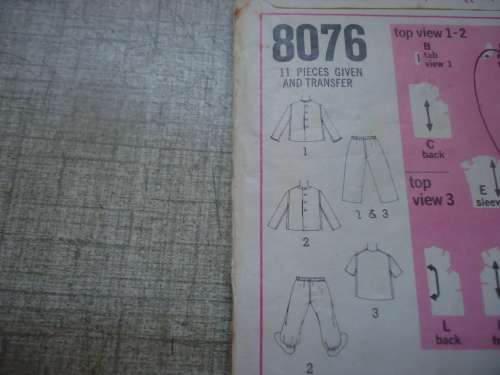 8076
11 PIECES GIVEN
AND TRANSFER
1
1 & 3
2
3
2
top view 1-2
B
tab
view 1
C
back
E
sleev
top
view 3
L
back